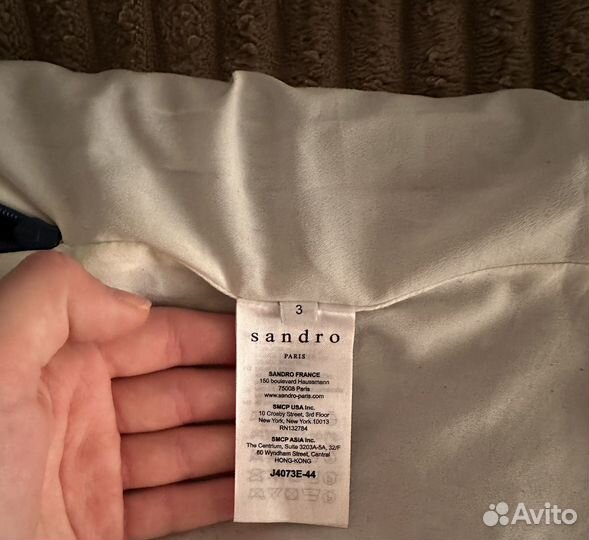 3
sandro
PARIS
SANDRO FRANCE
150 boulevard Haussmann
75008 Paris
www.sandro-paris.com
SMCP USA Inc.
10 Crosby Street, 3rd Floor
New York, New York 10013
RN132784
SMCP ASIA Inc.
The Centrium, Suite 3203A-5A, 32/F
60 Wyndham Street, Central
HONG-KONG
J4073E-44
Avito